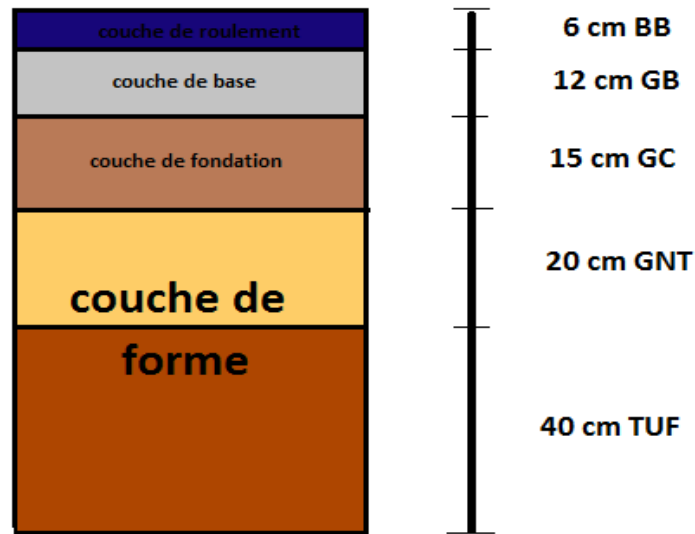 couche de roulement
6 cm BB
couche de base
12 cm GB
couche de fondation
15 cm GC
20 cm GNT
couche de
forme
40 cm TUF